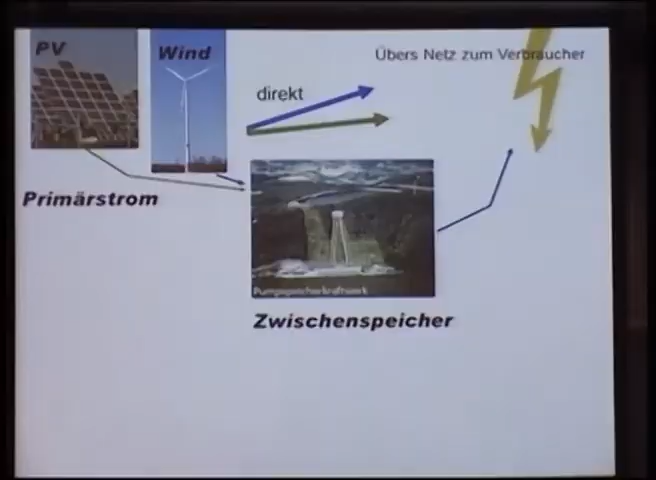 PV
Wind
Übers Netz zum Verbraucher
direkt
Primärstrom
Pumpspeicherkraftwerk
Zwischenspeicher